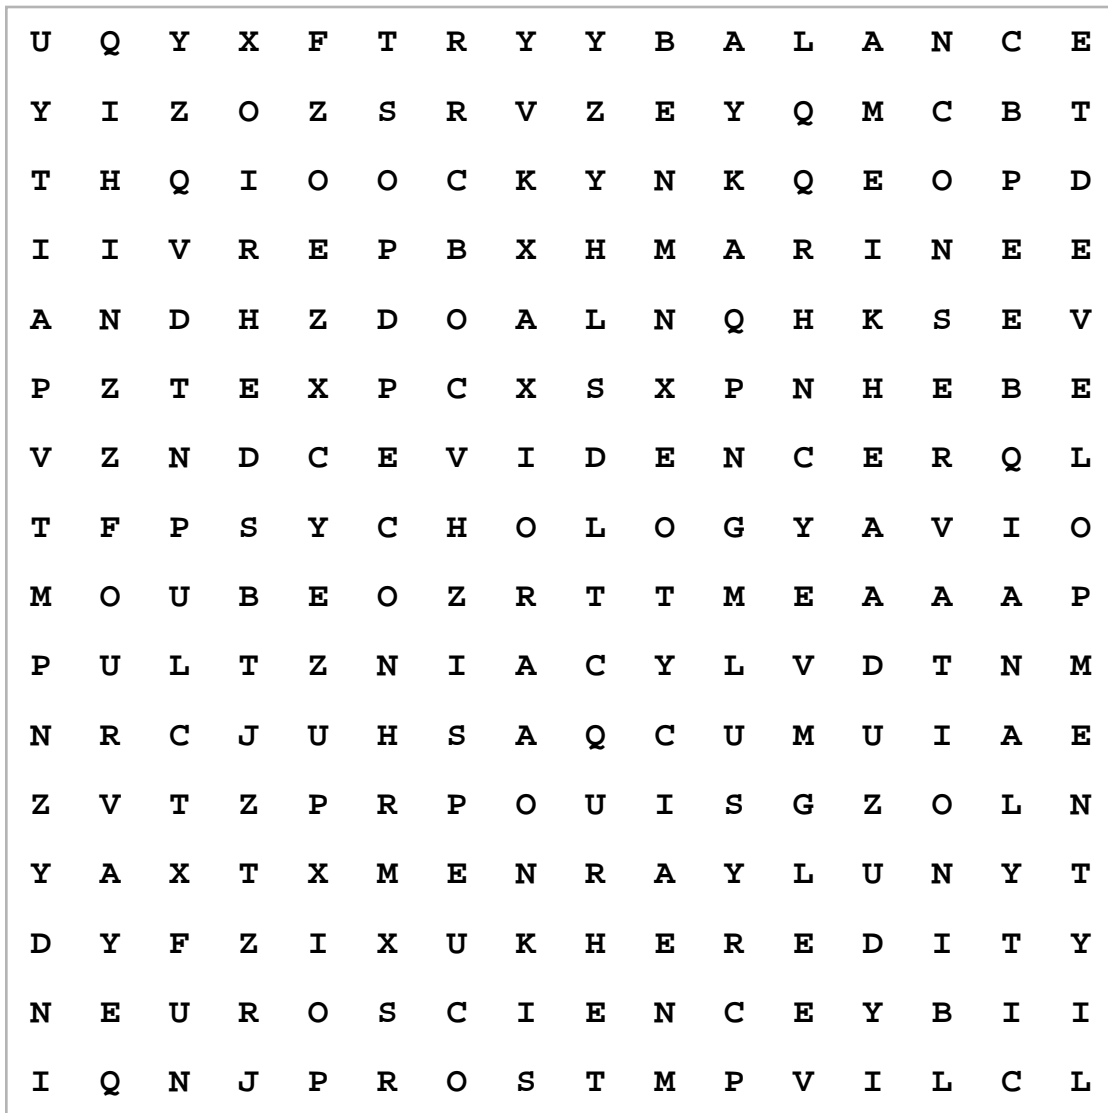 U Q Y X F T R Y Y B A L A N C E
Y I Z O Z S R V Z E Y Q M C B T
T H Q I O O C K Y N K Q E O P D
I I V R E P B X H M A R I N E E
A N D H Z D O A L N Q H K S E V
P Z T E X P C X S X P N H E B E
V Z N D C E V I D E N C E R Q L
T F P S Y C H O L O G Y A V I O
M O U B E O Z R T T M E A A A P
P U L T Z N I A C Y L V D T N M
N R C J U H S A Q C U M U I A E
Z V T Z P R P O U I S G Z O L N
Y A X T X M E N R A Y L U N Y T
D Y F Z I X U K H E R E D I T Y
N E U R O S C I E N C E Y B I I
I Q N J P R O S T M P V I L C L